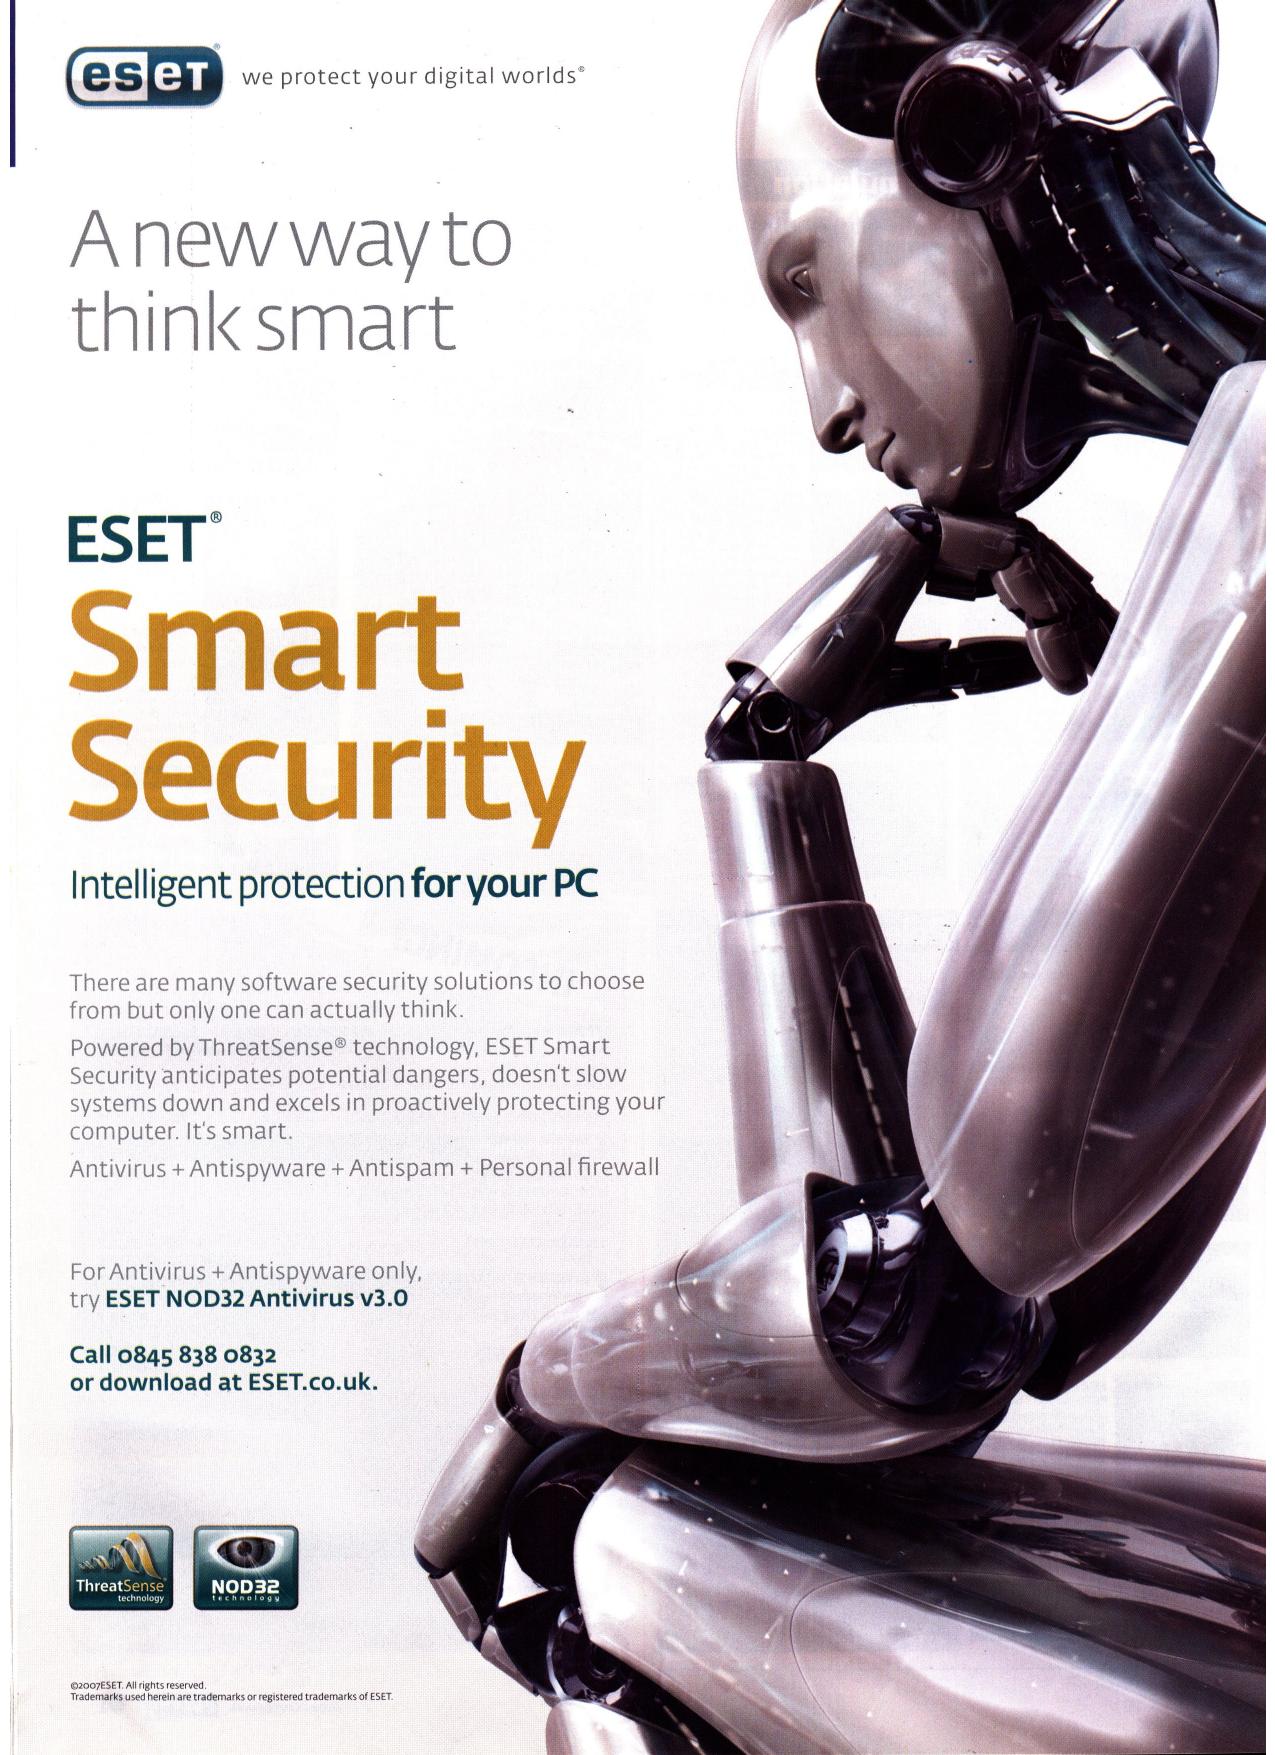 eseT®
we protect your digital worlds®
A new way to
think smart
ESET®
Smart
Security
Intelligent protection for your PC
There are many software security solutions to choose
from but only one can actually think.
Powered by ThreatSense® technology, ESET Smart
Security anticipates potential dangers, doesn't slow
systems down and excels in proactively protecting your
computer. It's smart.
Antivirus + Antispyware + Antispam + Personal firewall
For Antivirus + Antispyware only,
try ESET NOD32 Antivirus v3.0
Call 0845 838 0832
or download at ESET.co.uk.
ThreatSense®
technology
NOD32
technology
©2007ESET. All rights reserved.
Trademarks used herein are trademarks or registered trademarks of ESET.